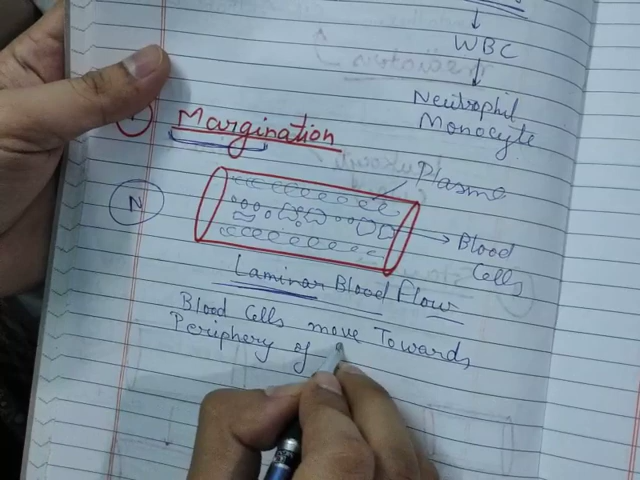 WBC
Neutrophil
Monocyte
Margination
Plasma
N
Blood
Cells
Laminar Blood Flow
Blood Cells move Towards
Periphery of